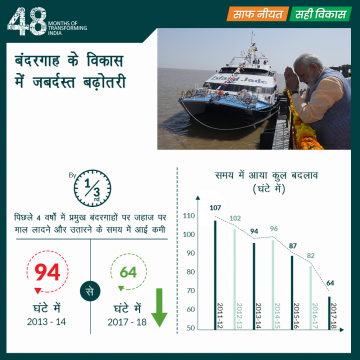 48 MONTHS OF
TRANSFORMING
INDIA
साफ नीयत सही विकास
बंदरगाह के विकास
में जबर्दस्त बढ़ोतरी
Island Jade
By
1/3
rd
पिछले 4 वर्षों में प्रमुख बंदरगाहों पर जहाज पर
माल लादने और उतारने के समय में आई कमी
94
घंटे में
2013 - 14
से
64
घंटे में
2017 - 18
समय में आया कुल बदलाव
(घंटे में)
110
100
90
80
70
60
50
107
102
94
96
87
82
64
2011-12
2012-13
2013-14
2014-15
2015-16
2016-17
2017-18